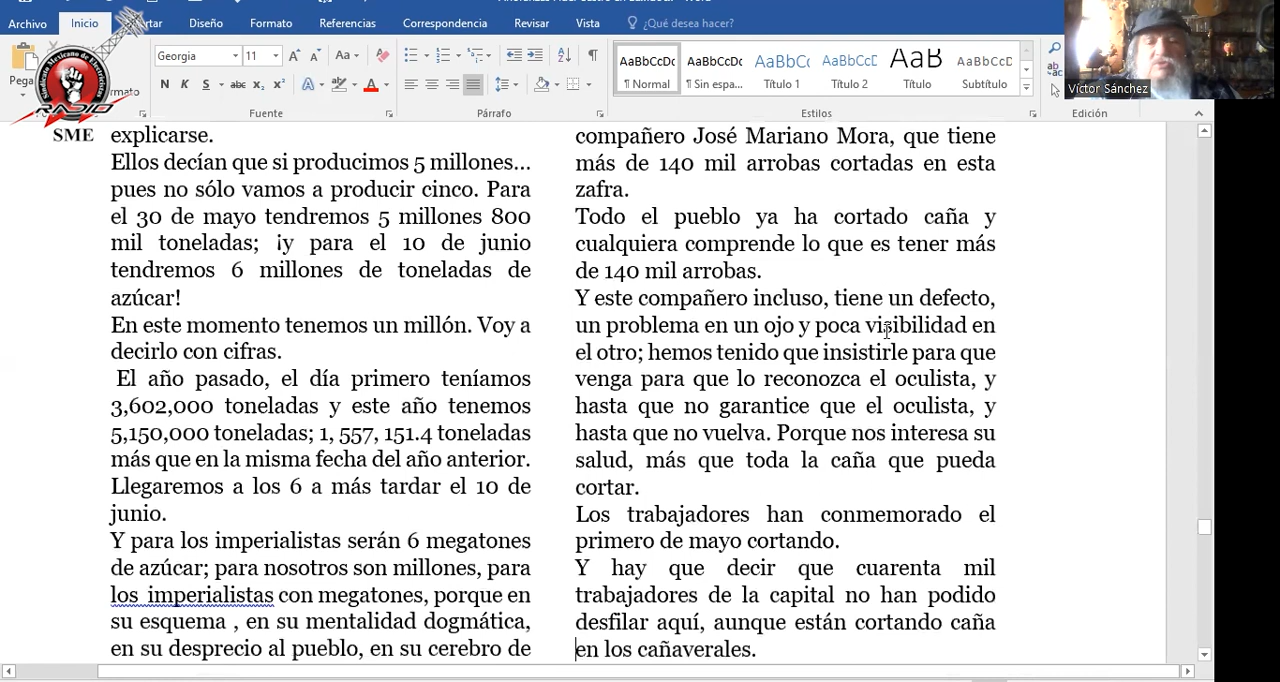 Archivo
Inicio
Insertar
Diseño
Formato
Referencias
Correspondencia
Revisar
Vista
¿Qué desea hacer?
Georgia
11
Aa
N K S abc x₂ x²
A
AaBbCcDc
AaBbCcDc
AaBbCc
AaBbCcD
AaB
AaBbCcD
¶ Normal
¶ Sin espa...
Título 1
Título 2
Título
Subtítulo
Fuente
Párrafo
Estilos
Edición
Víctor Sánchez
Sindicato Mexicano de Electricistas
RADIO
SME
explicarse.
Ellos decían que si producimos 5 millones...
pues no sólo vamos a producir cinco. Para
el 30 de mayo tendremos 5 millones 800
mil toneladas; ¡y para el 10 de junio
tendremos 6 millones de toneladas de
azúcar!
En este momento tenemos un millón. Voy a
decirlo con cifras.
El año pasado, el día primero teníamos
3,602,000 toneladas y este año tenemos
5,150,000 toneladas; 1, 557, 151.4 toneladas
más que en la misma fecha del año anterior.
Llegaremos a los 6 a más tardar el 10 de
junio.
Y para los imperialistas serán 6 megatones
de azúcar; para nosotros son millones, para
los imperialistas con megatones, porque en
su esquema , en su mentalidad dogmática,
en su desprecio al pueblo, en su cerebro de
compañero José Mariano Mora, que tiene
más de 140 mil arrobas cortadas en esta
zafra.
Todo el pueblo ya ha cortado caña y
cualquiera comprende lo que es tener más
de 140 mil arrobas.
Y este compañero incluso, tiene un defecto,
un problema en un ojo y poca visibilidad en
el otro; hemos tenido que insistirle para que
venga para que lo reconozca el oculista, y
hasta que no garantice que el oculista, y
hasta que no vuelva. Porque nos interesa su
salud, más que toda la caña que pueda
cortar.
Los trabajadores han conmemorado el
primero de mayo cortando.
Y hay que decir que cuarenta mil
trabajadores de la capital no han podido
desfilar aquí, aunque están cortando caña
en los cañaverales.